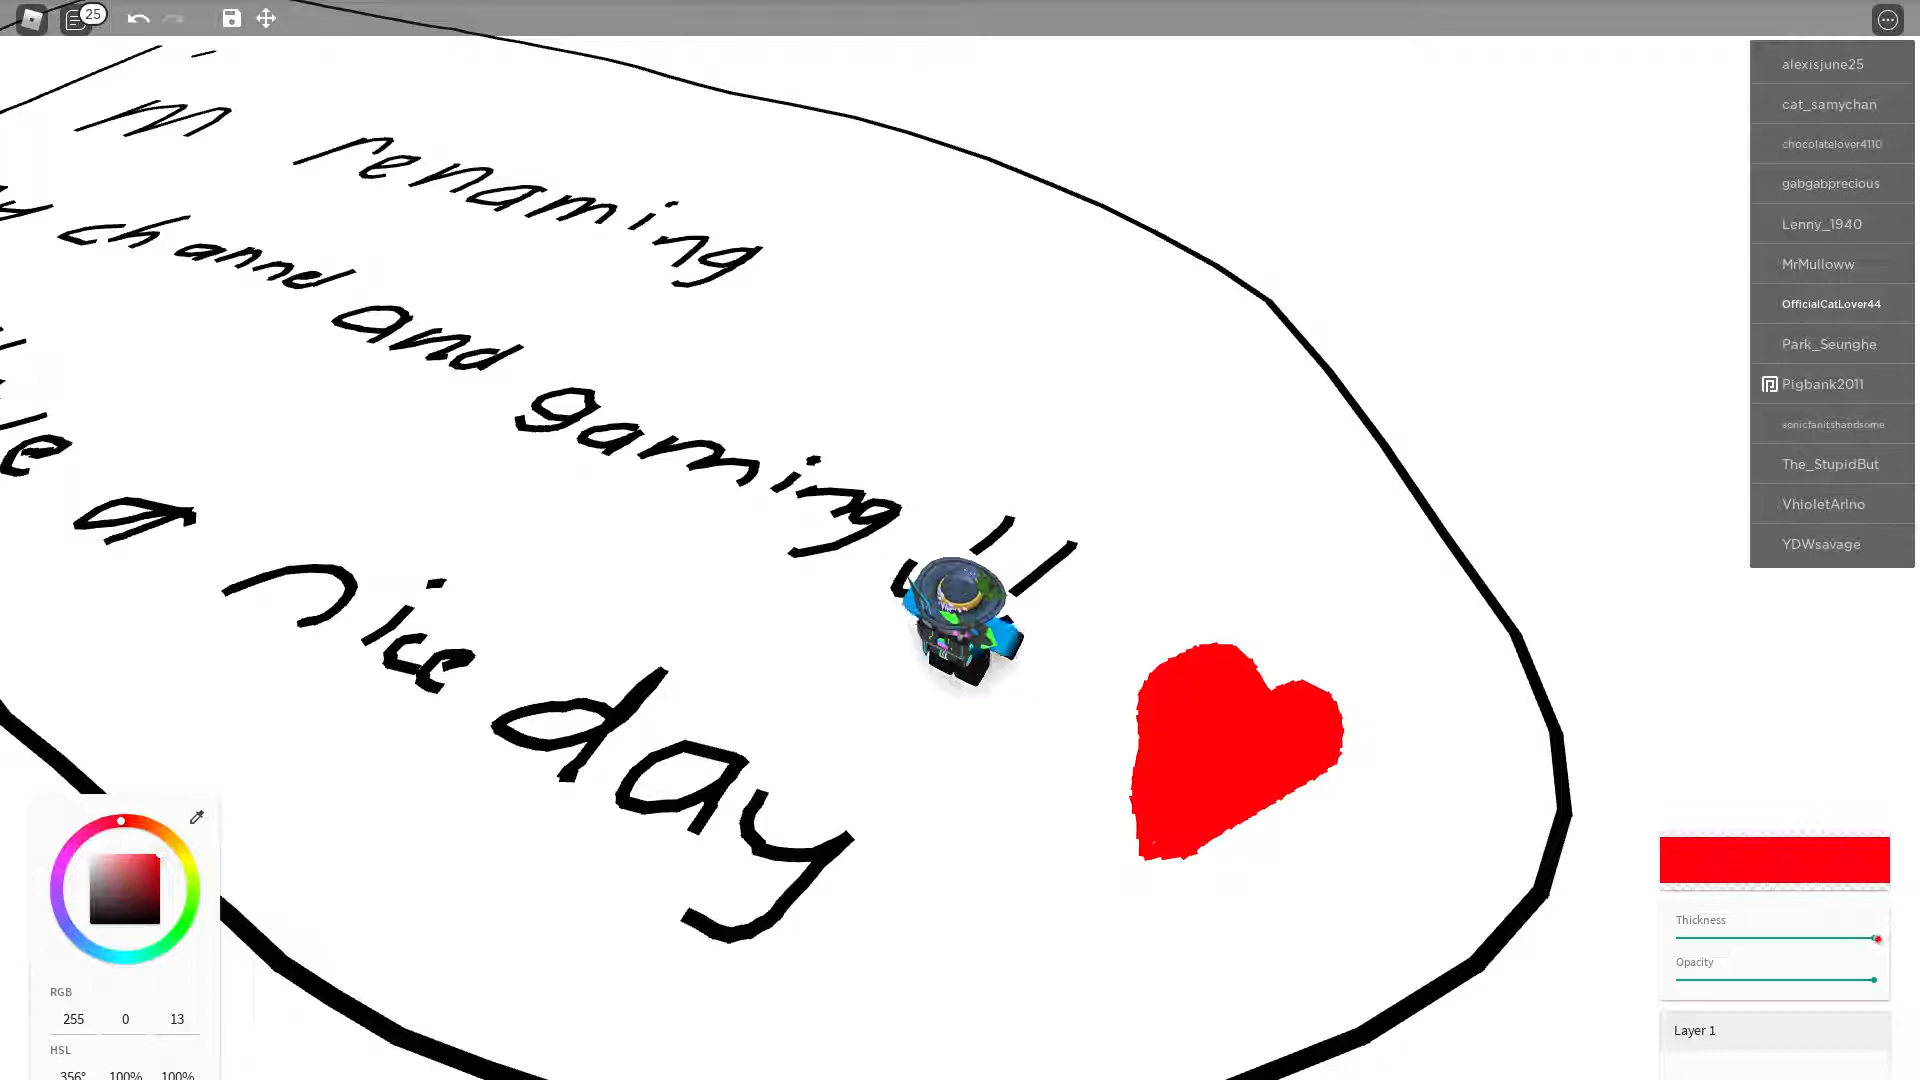 25
i'm renaming
channel and gaming !!!
a nice day
alexisjune25
cat_samychan
chocolatelover4110
gabgabprecious
Lenny_1940
MrMulloww
OfficialCatLover44
Park_Seunghe
Pigbank2011
sonicfanitshandsome
The_StupidBut
VhioletArlno
YDWsavage
RGB
255 0 13
HSL
356° 100% 100%
Thickness
Opacity
Layer 1